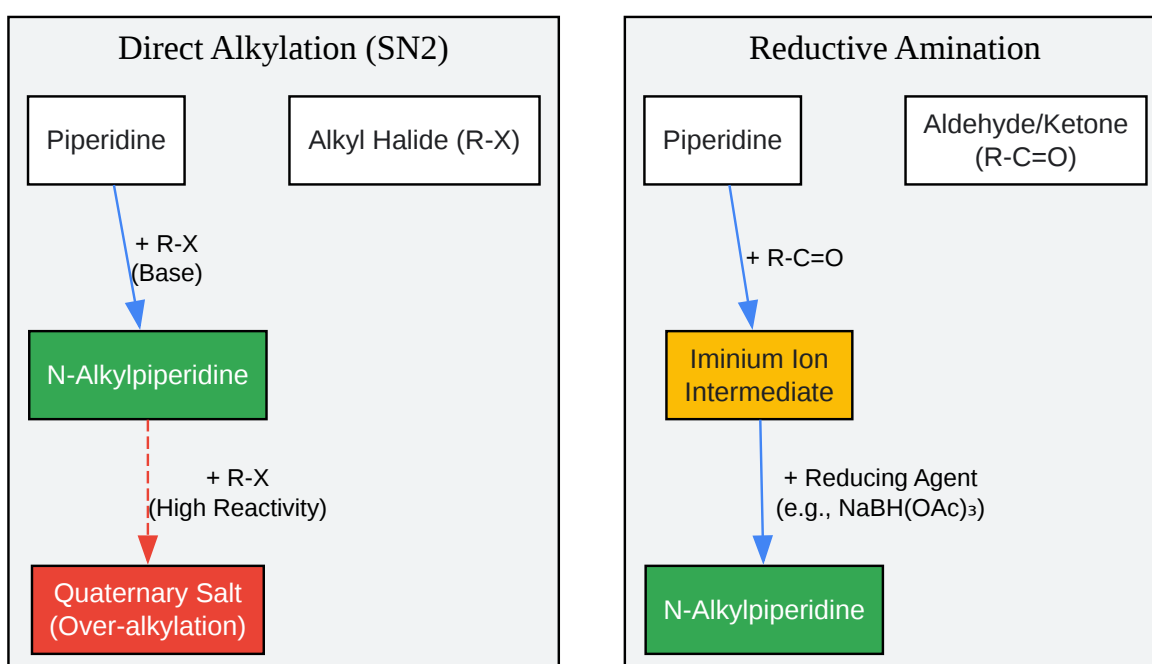 Direct Alkylation (SN2)
Piperidine
Alkyl Halide (R-X)
+ R-X
(Base)
N-Alkylpiperidine
+ R-X
(High Reactivity)
Quaternary Salt
(Over-alkylation)
Reductive Amination
Piperidine
Aldehyde/Ketone
(R-C=O)
+ R-C=O
Iminium Ion
Intermediate
+ Reducing Agent
(e.g., NaBH(OAc)₃)
N-Alkylpiperidine